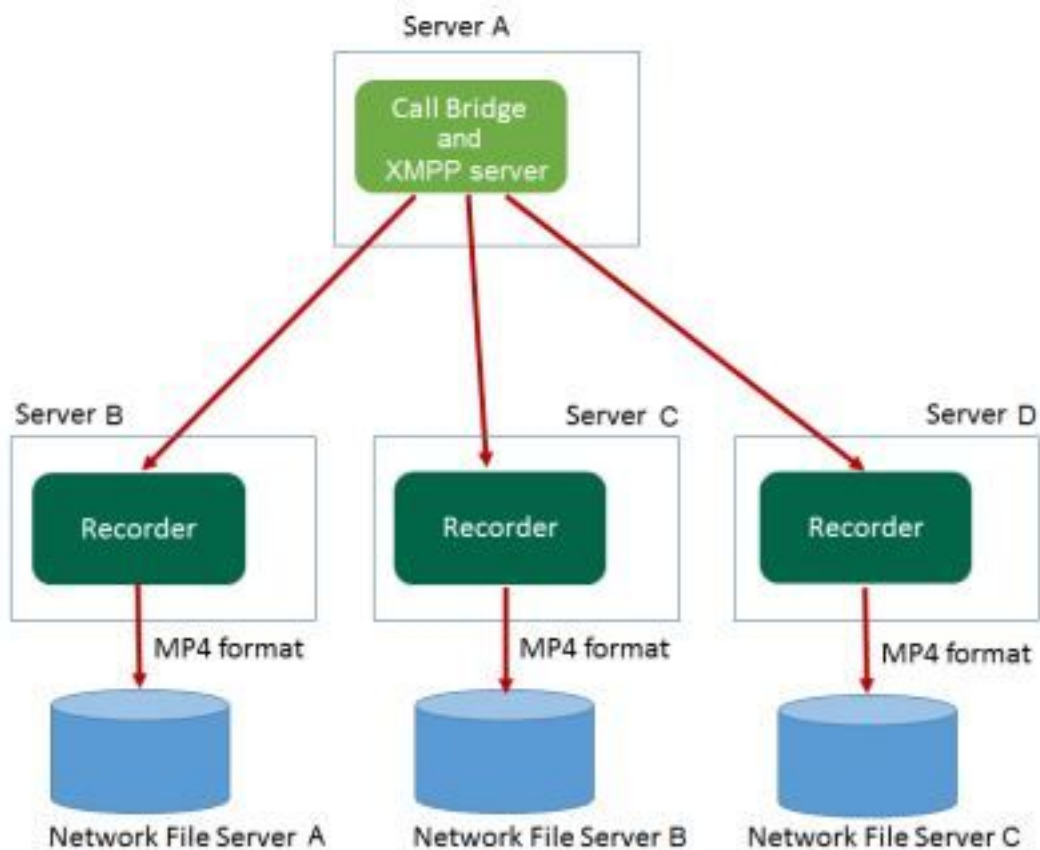 Server A
Call Bridge
and
XMPP server
Server B
Server C
Server D
Recorder
Recorder
Recorder
MP4 format
MP4 format
MP4 format
Network File Server A
Network File Server B
Network File Server C